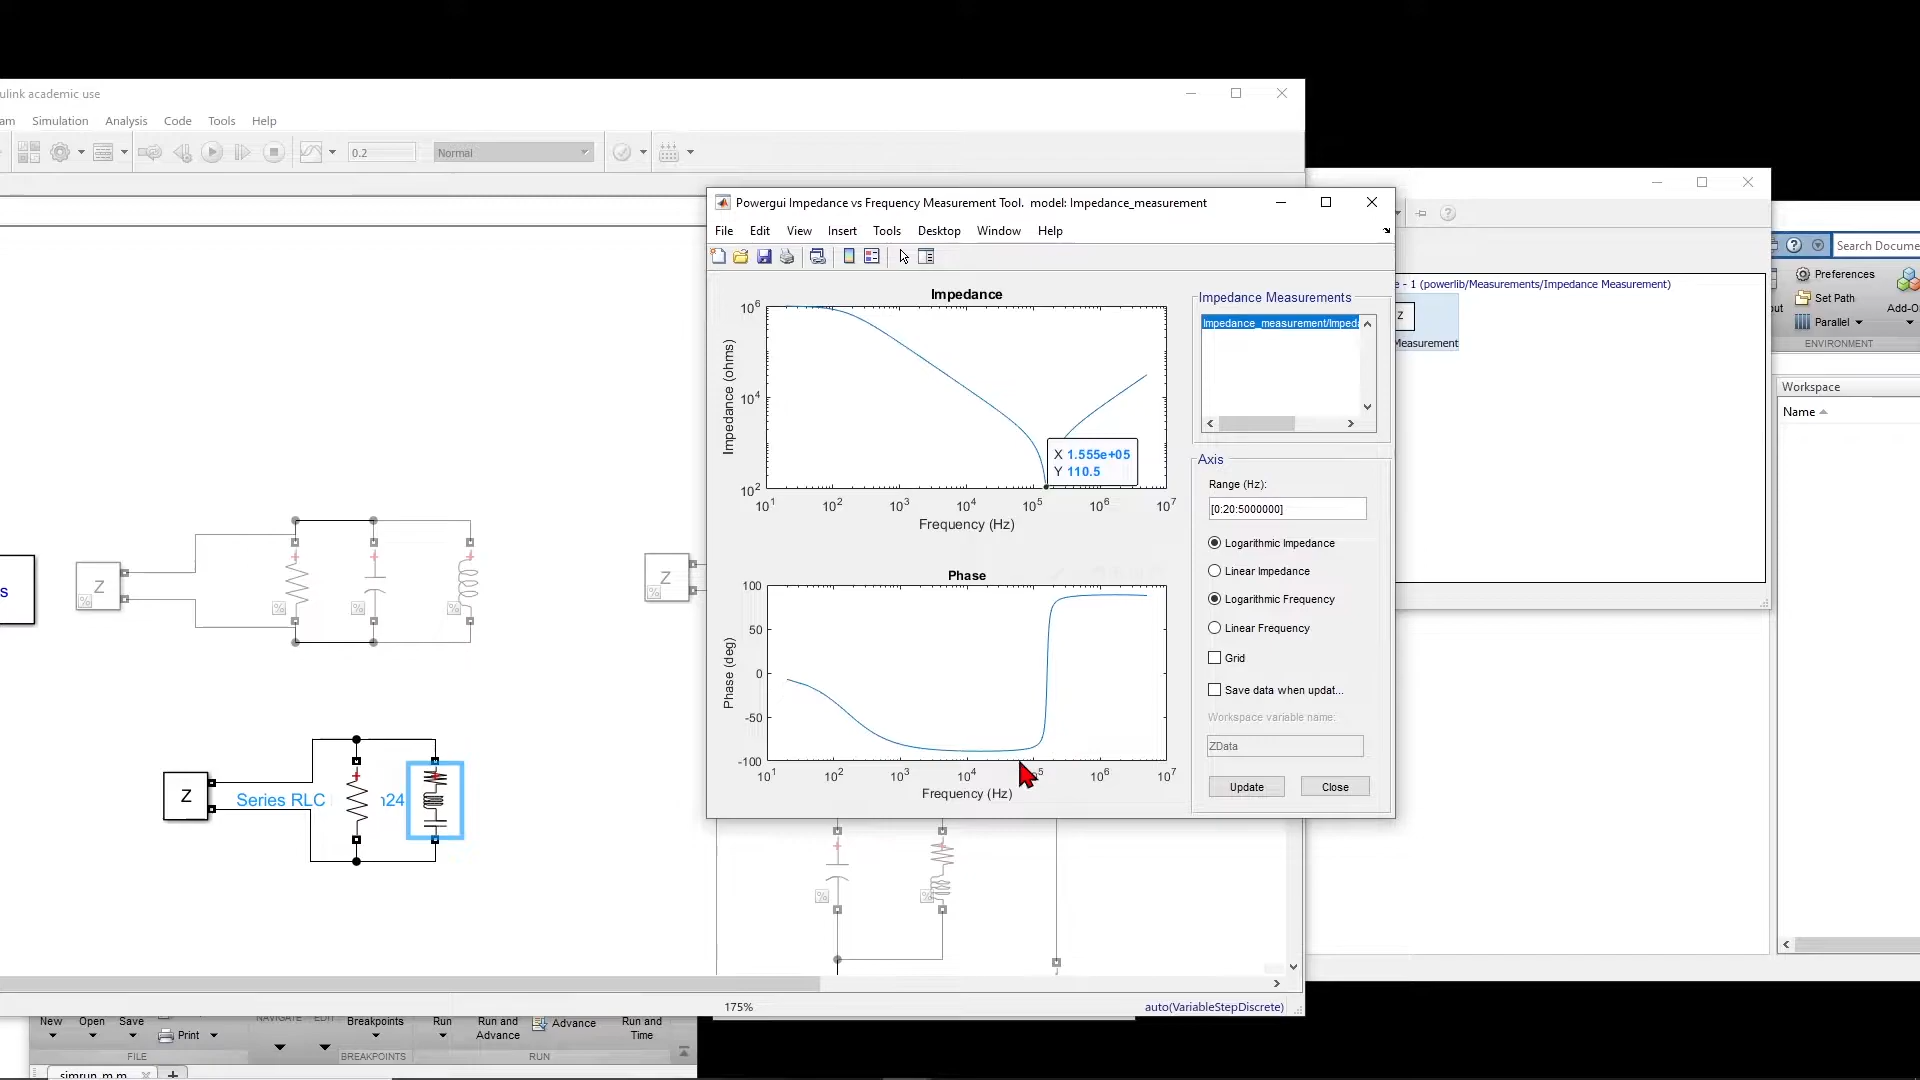 ulink academic use
am Simulation Analysis Code Tools Help
0.2
Normal
Powergui Impedance vs Frequency Measurement Tool. model: Impedance_measurement
File Edit View Insert Tools Desktop Window Help
Impedance
Impedance (ohms)
10^6
10^4
10^2
X 1.555e+05
Y 110.5
10^1 10^2 10^3 10^4 10^5 10^6 10^7
Frequency (Hz)
Phase
Phase (deg)
100
50
0
-50
-100
10^1 10^2 10^3 10^4 10^5 10^6 10^7
Frequency (Hz)
Impedance Measurements
Impedance_measurement/Imped
Axis
Range (Hz):
[0:20:5000000]
Logarithmic Impedance
Linear Impedance
Logarithmic Frequency
Linear Frequency
Grid
Save data when updat...
Workspace variable name:
ZData
Update Close
e - 1 (powerlib/Measurements/Impedance Measurement)
Z
Measurement
Search Docume
Preferences
Set Path
Parallel
Add-O
ENVIRONMENT
Workspace
Name
s
Z
Z
Z
Series RLC
24
175%
auto(VariableStepDiscrete)
New Open Save
Print
FILE
NAVIGATE
EDIT
Breakpoints
BREAKPOINTS
Run
Run and
Advance
Advance
Run and
Time
RUN
simrun_m.m
+